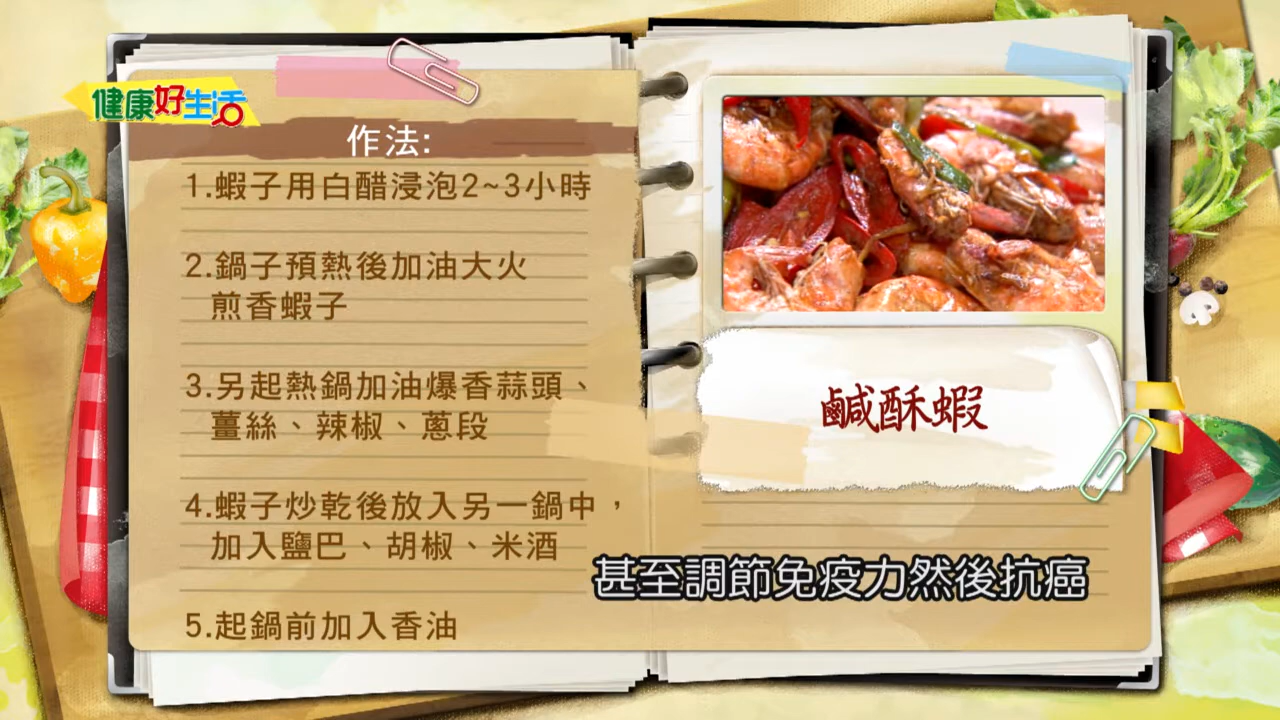 健康好生活
作法:
1.蝦子用白醋浸泡2~3小時
2.鍋子預熱後加油大火
煎香蝦子
3.另起熱鍋加油爆香蒜頭、
薑絲、辣椒、蔥段
4.蝦子炒乾後放入另一鍋中，
加入鹽巴、胡椒、米酒
5.起鍋前加入香油
鹹酥蝦
甚至調節免疫力然後抗癌